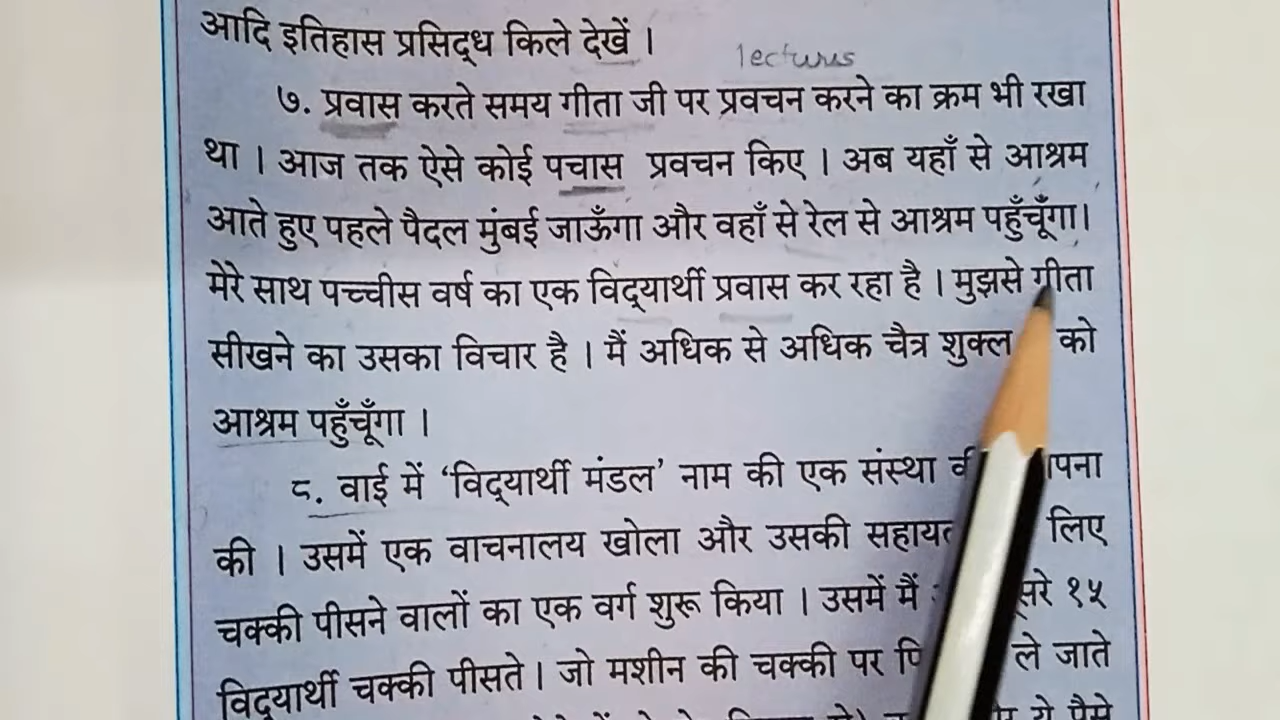 आदि इतिहास प्रसिद्ध किले देखें ।
lectures
७. प्रवास करते समय गीता जी पर प्रवचन करने का क्रम भी रखा
था । आज तक ऐसे कोई पचास प्रवचन किए । अब यहाँ से आश्रम
आते हुए पहले पैदल मुंबई जाऊँगा और वहाँ से रेल से आश्रम पहुँचूँगा।
मेरे साथ पच्चीस वर्ष का एक विद्यार्थी प्रवास कर रहा है । मुझसे गीता
सीखने का उसका विचार है । मैं अधिक से अधिक चैत्र शुक्ल को
आश्रम पहुँचूँगा ।
८. वाई में ‘विद्यार्थी मंडल’ नाम की एक संस्था
की । उसमें एक वाचनालय खोला और उसकी लिए
चक्की पीसने वालों का एक वर्ग शुरू किया । उसमें मैं १५
विद्यार्थी चक्की पीसते । जो मशीन की चक्की पर ले जाते